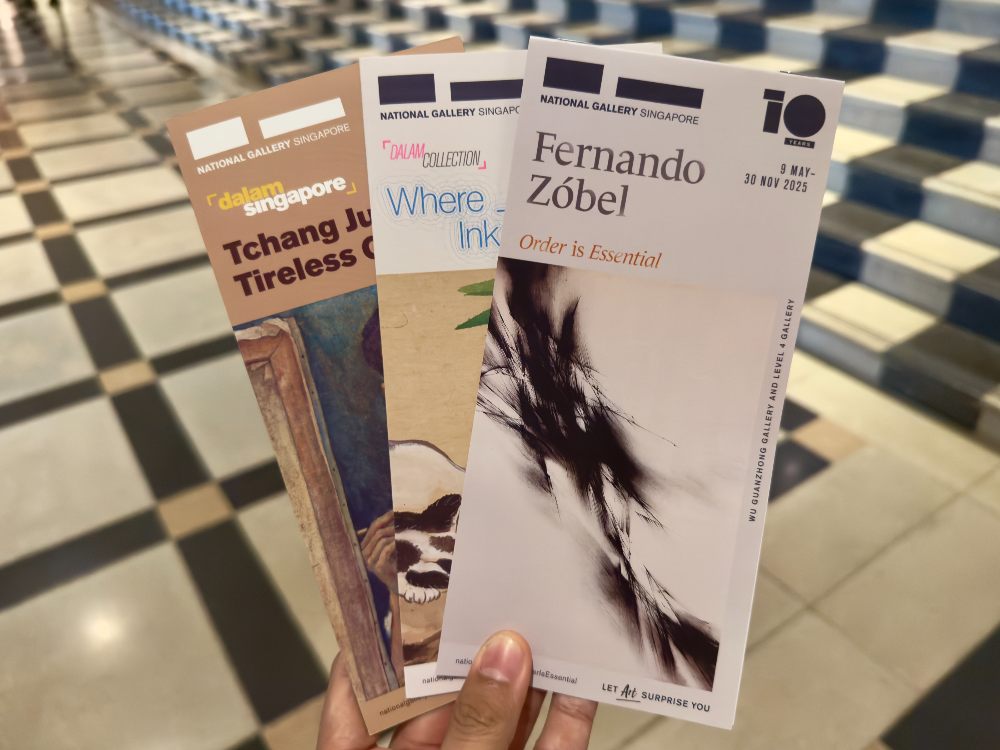 NATIONAL GALLERY SINGAPORE
dalam
singapore
Tchang
Tireless
NATIONAL GALLERY
DALAM COLLECTION
Where
Ink
NATIONAL GALLERY SINGAPORE
10
YEARS
Fernando
Zóbel
9 MAY–
30 NOV 2025
Order is Essential
WU GUANZHONG GALLERY AND LEVEL 4 GALLERY
LET Art SURPRISE YOU